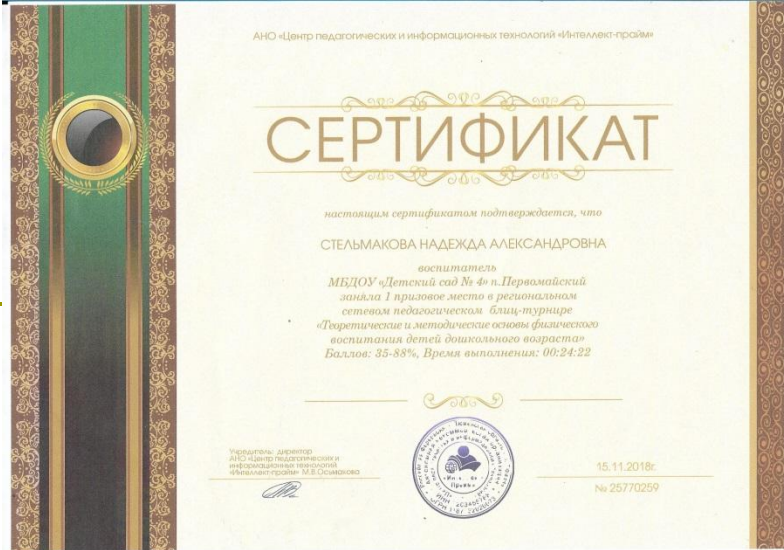 АНО «Центр педагогических и информационных технологий «Интеллект-прайм»
СЕРТИФИКАТ
настоящим сертификатом подтверждается, что
СТЕЛЬМАКОВА НАДЕЖДА АЛЕКСАНДРОВНА
воспитатель
МБДОУ «Детский сад № 4» п.Первомайский
заняла 1 призовое место в региональном
сетевом педагогическом блиц-турнире
«Теоретические и методические основы физического
воспитания детей дошкольного возраста»
Баллов: 35-88%, Время выполнения: 00:24:22
Учредитель: директор
АНО «Центр педагогических и
информационных технологий
«Интеллект-прайм» М.В.Осьмакова
15.11.2018г.
№ 25770259